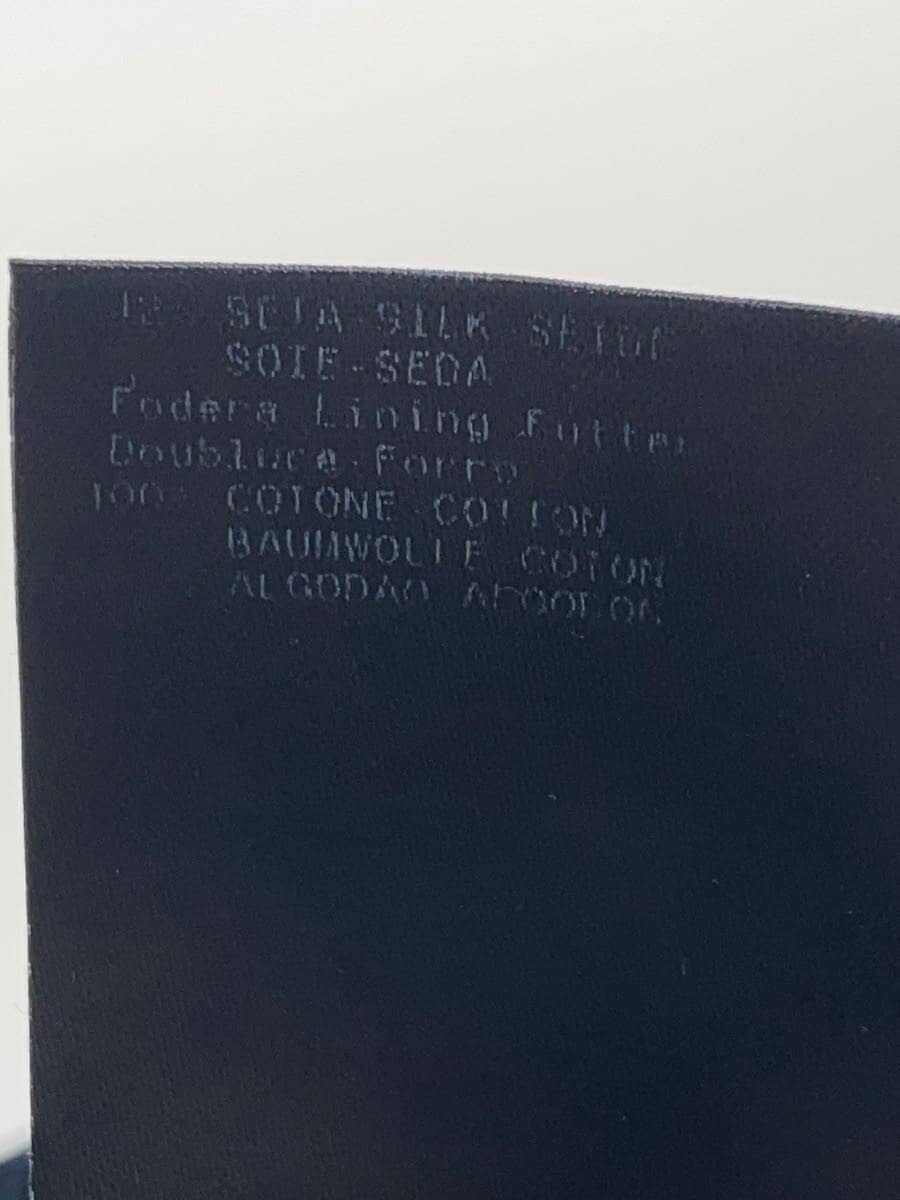 SETA SILK SEIDE
SOIE-SEDA
Fodera Lining Futter
Doublure-Forro
100% COTONE COTTON
BAUMWOLLE COTON
ALGODAO ALGODON